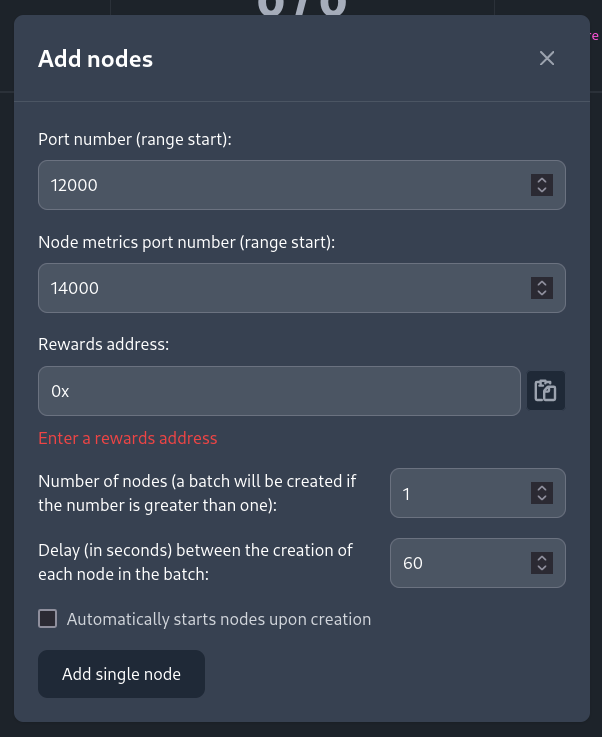 Add nodes
Port number (range start):
12000
Node metrics port number (range start):
14000
Rewards address:
0x
Enter a rewards address
Number of nodes (a batch will be created if
the number is greater than one):
1
Delay (in seconds) between the creation of
each node in the batch:
60
Automatically starts nodes upon creation
Add single node